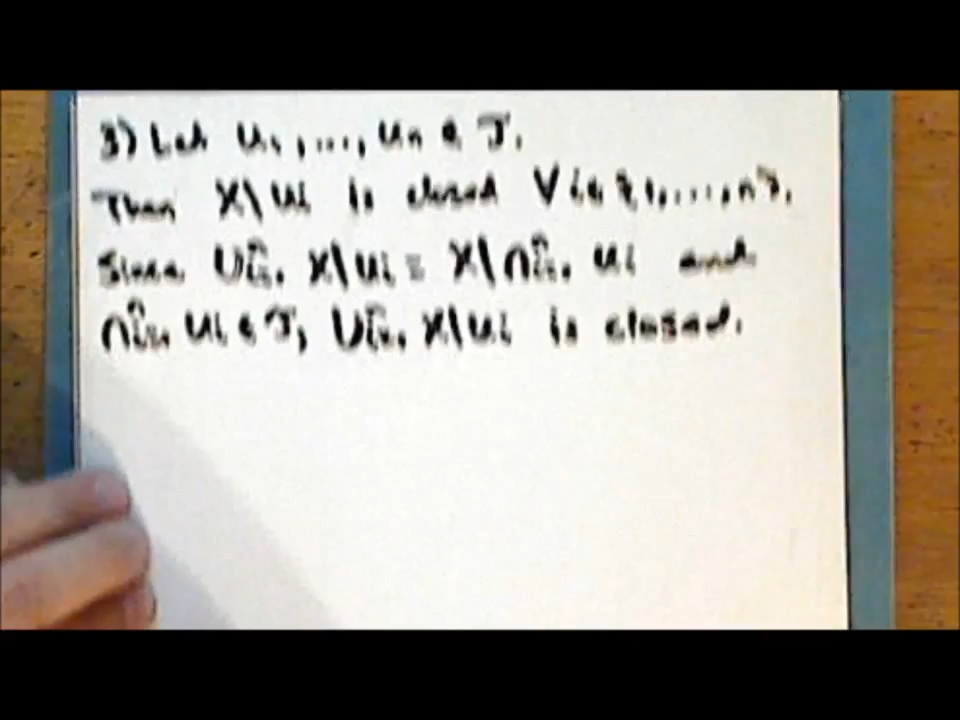 3) Let U₁, ..., Uₙ ∈ T.
Then X\Ui is closed ∀i∈{1,...,n}.
Since ∪ⁿᵢ₌₁ X\Ui = X\∩ⁿᵢ₌₁ Ui and
∩ⁿᵢ₌₁ Ui ∈ T, ∪ⁿᵢ₌₁ X\Ui is closed.